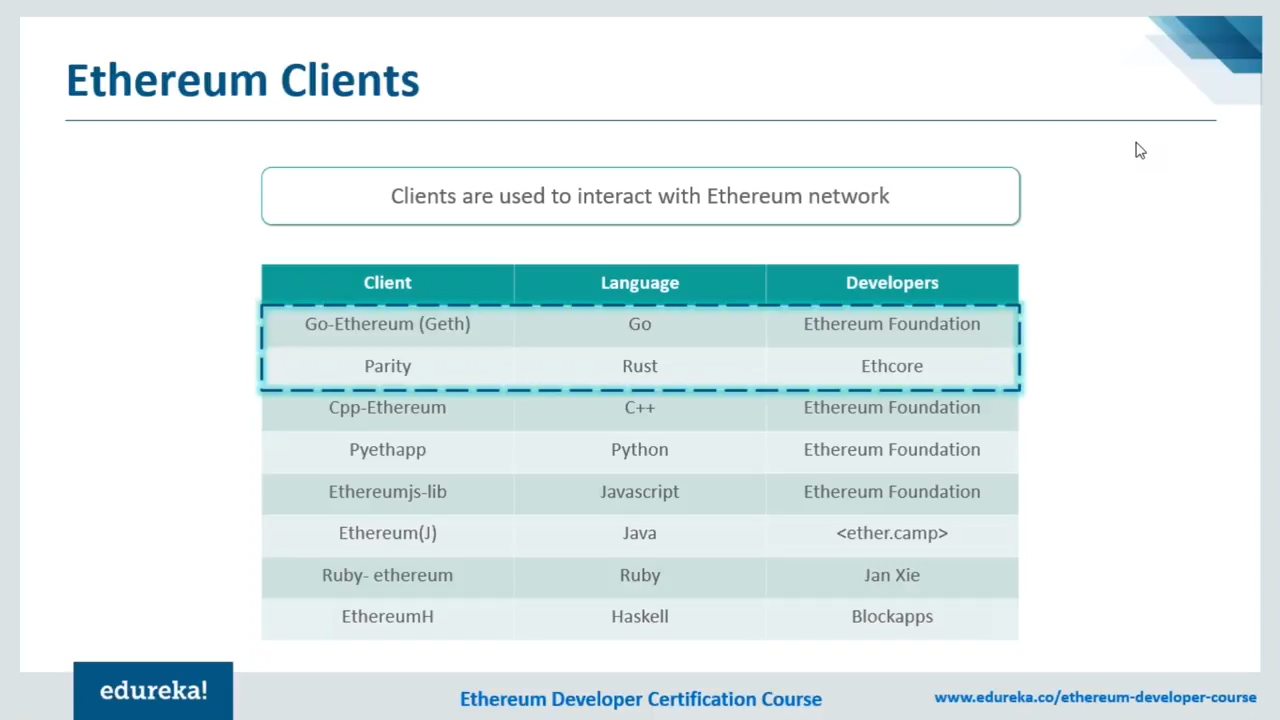 Ethereum Clients
Clients are used to interact with Ethereum network
Client Language Developers
Go-Ethereum (Geth) Go Ethereum Foundation
Parity Rust Ethcore
Cpp-Ethereum C++ Ethereum Foundation
Pyethapp Python Ethereum Foundation
Ethereumjs-lib Javascript Ethereum Foundation
Ethereum(J) Java <ether.camp>
Ruby- ethereum Ruby Jan Xie
EthereumH Haskell Blockapps
edureka!
Ethereum Developer Certification Course
www.edureka.co/ethereum-developer-course